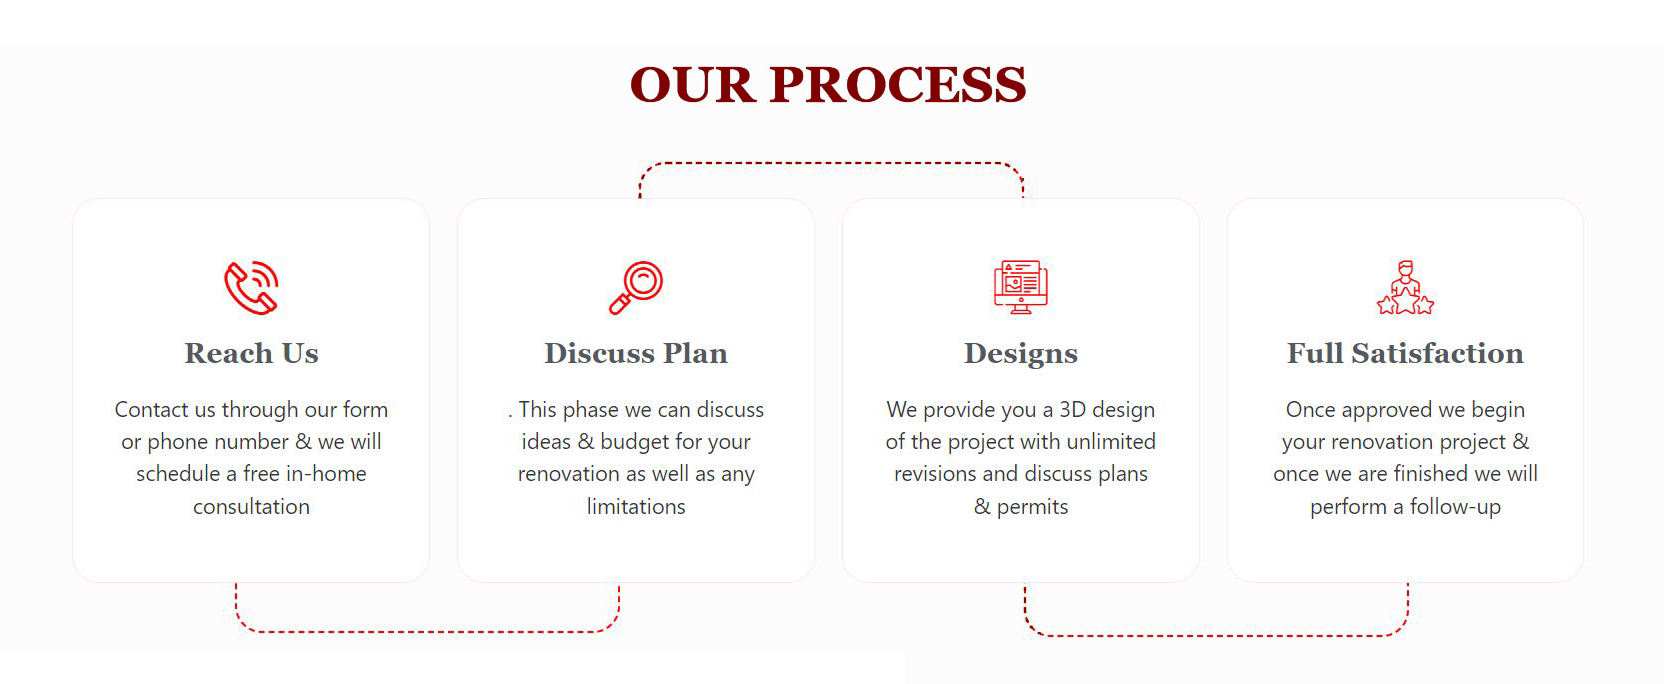 OUR PROCESS
Reach Us
Contact us through our form
or phone number & we will
schedule a free in-home
consultation
Discuss Plan
. This phase we can discuss
ideas & budget for your
renovation as well as any
limitations
Designs
We provide you a 3D design
of the project with unlimited
revisions and discuss plans
& permits
Full Satisfaction
Once approved we begin
your renovation project &
once we are finished we will
perform a follow-up